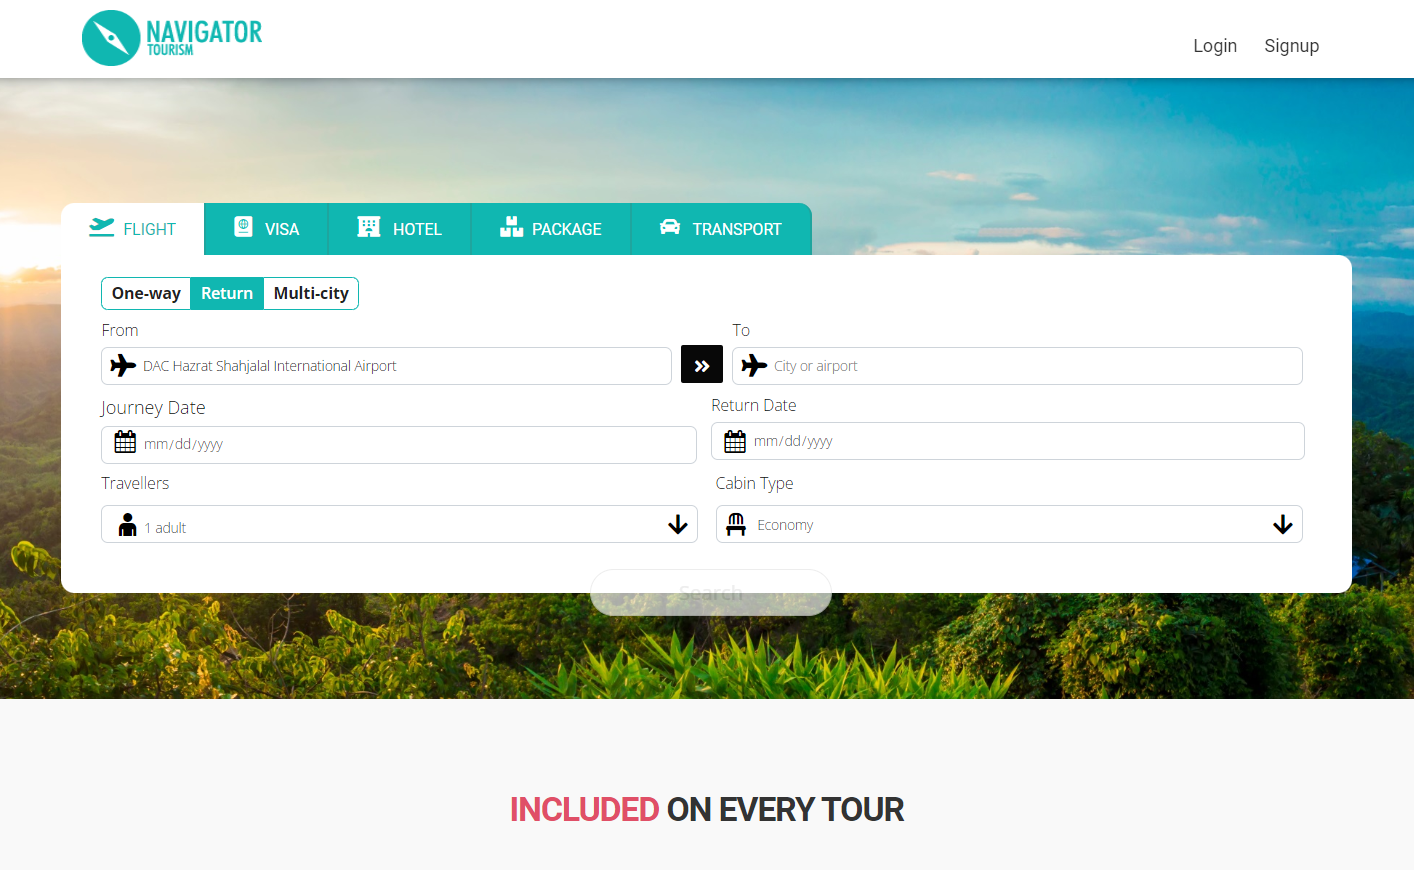 NAVIGATOR
TOURISM
Login Signup
FLIGHT VISA HOTEL PACKAGE TRANSPORT
One-way Return Multi-city
From To
DAC Hazrat Shahjalal International Airport City or airport
Journey Date Return Date
mm/dd/yyyy mm/dd/yyyy
Travellers Cabin Type
1 adult Economy
Search
INCLUDED ON EVERY TOUR